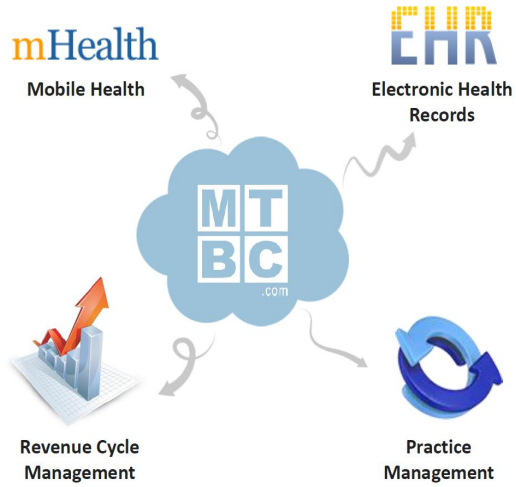 mHealth
Mobile Health
EHR
Electronic Health
Records
MT
BC
.com
Revenue Cycle
Management
Practice
Management